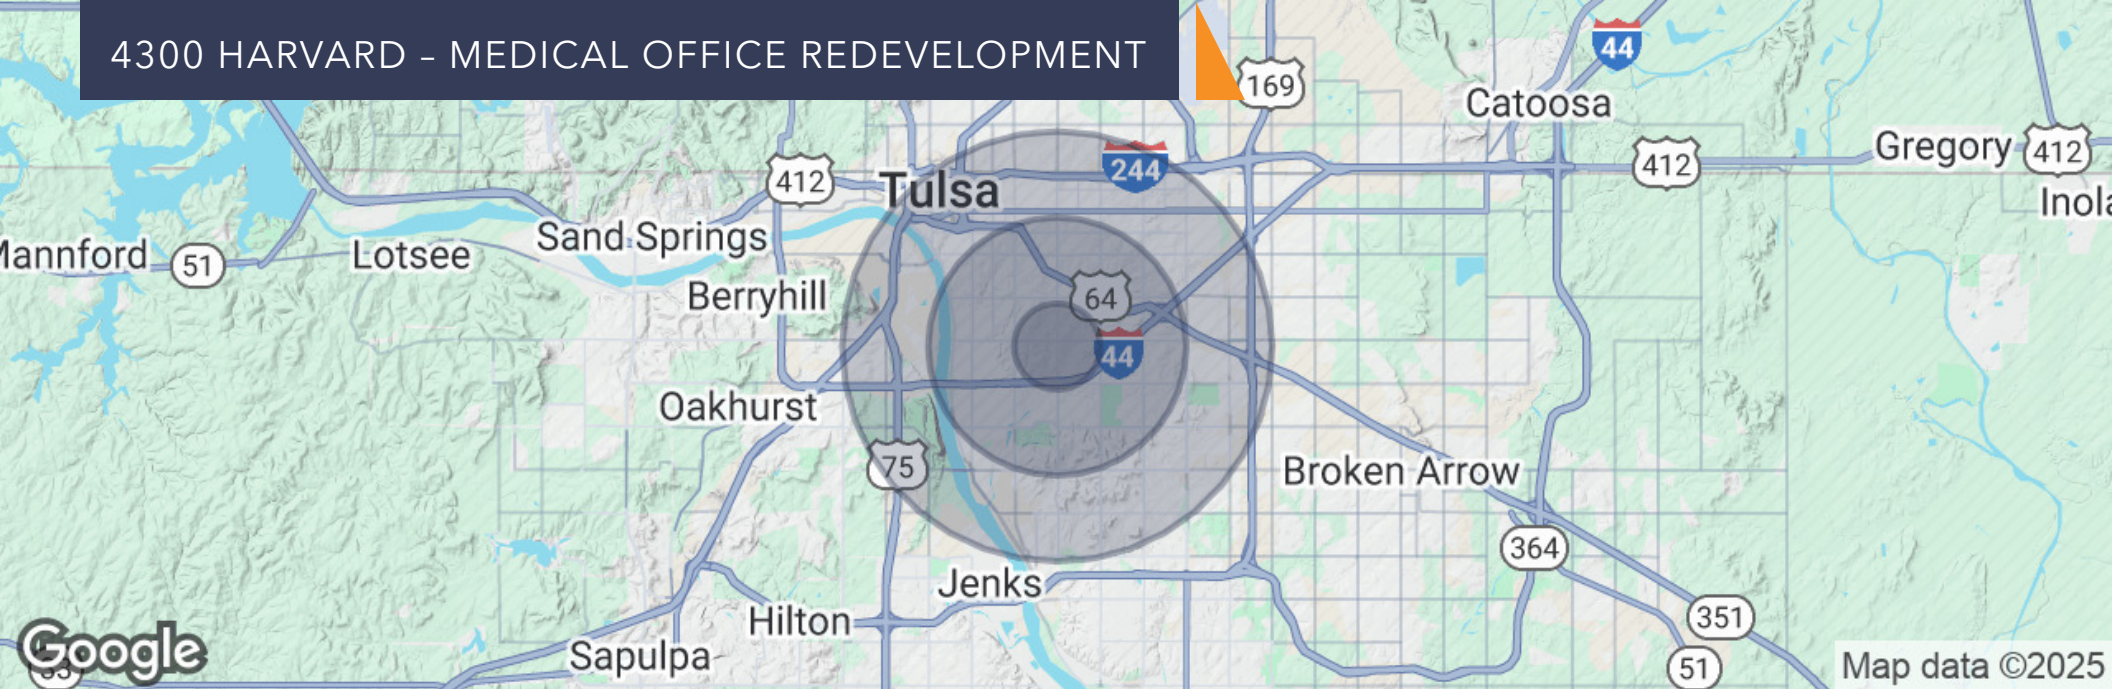 4300 HARVARD – MEDICAL OFFICE REDEVELOPMENT
44
169
Catoosa
Gregory
412
412
244
412
Tulsa
Inola
Sand Springs
Mannford
51
Lotsee
Berryhill
64
44
Oakhurst
75
Broken Arrow
364
Jenks
Hilton
351
Sapulpa
51
33
Google
Map data ©2025